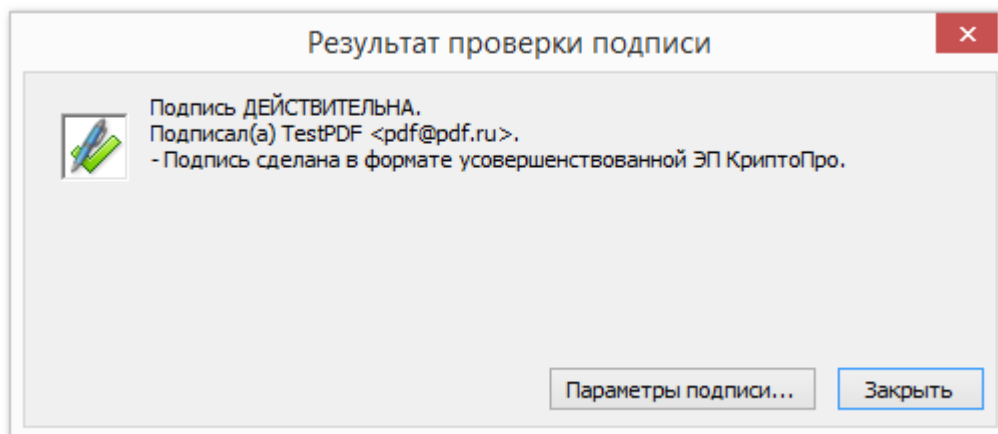 Результат проверки подписи
Подпись ДЕЙСТВИТЕЛЬНА.
Подписал(а) TestPDF <pdf@pdf.ru>.
- Подпись сделана в формате усовершенствованной ЭП КриптоПро.
Параметры подписи... Закрыть